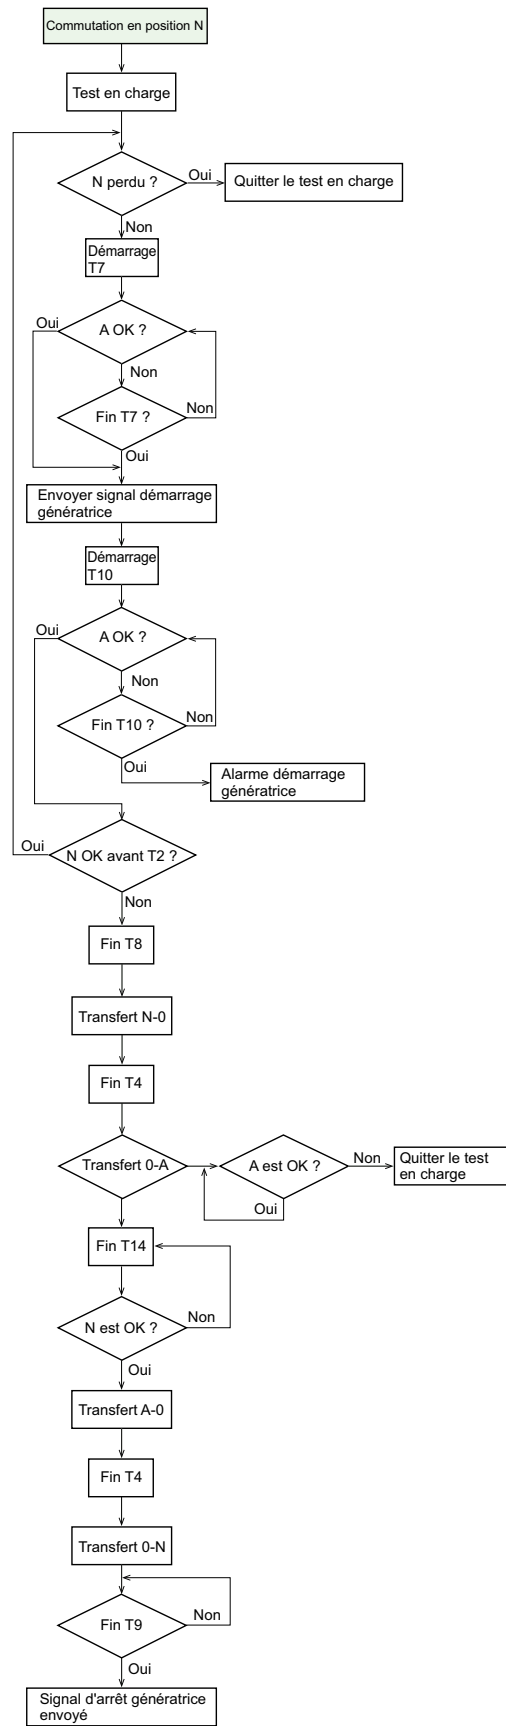 Commutation en position N
Test en charge
N perdu ?
Oui
Quitter le test en charge
Non
Démarrage
T7
Oui
A OK ?
Non
Fin T7 ?
Non
Oui
Envoyer signal démarrage
génératrice
Démarrage
T10
Oui
A OK ?
Non
Fin T10 ?
Non
Oui
Alarme démarrage
génératrice
Oui
N OK avant T2 ?
Non
Fin T8
Transfert N-0
Fin T4
Transfert 0-A
A est OK ?
Non
Quitter le test
en charge
Oui
Fin T14
N est OK ?
Non
Oui
Transfert A-0
Fin T4
Transfert 0-N
Fin T9
Non
Oui
Signal d'arrêt génératrice
envoyé